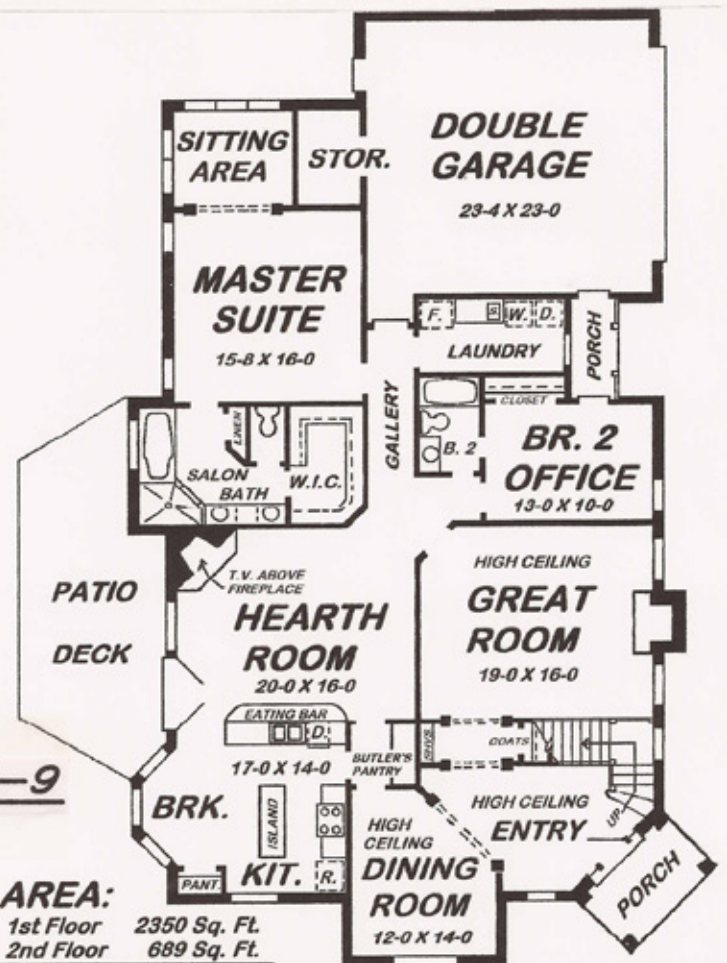 DOUBLE
GARAGE
23-4 X 23-0
SITTING
AREA
STOR.
MASTER
SUITE
15-8 X 16-0
F.
S
W.
D.
LAUNDRY
PORCH
GALLERY
CLOSET
B. 2
BR. 2
OFFICE
13-0 X 10-0
LINEN
SALON
BATH
W.I.C.
PATIO
DECK
T.V. ABOVE
FIREPLACE
HEARTH
ROOM
20-0 X 16-0
HIGH CEILING
GREAT
ROOM
19-0 X 16-0
EATING BAR
D.
17-0 X 14-0
BUTLER'S
PANTRY
SHVS.
COATS
UP
-9
BRK.
ISLAND
KIT.
R.
PANT.
HIGH
CEILING
DINING
ROOM
12-0 X 14-0
HIGH CEILING
ENTRY
PORCH
AREA:
1st Floor 2350 Sq. Ft.
2nd Floor 689 Sq. Ft.